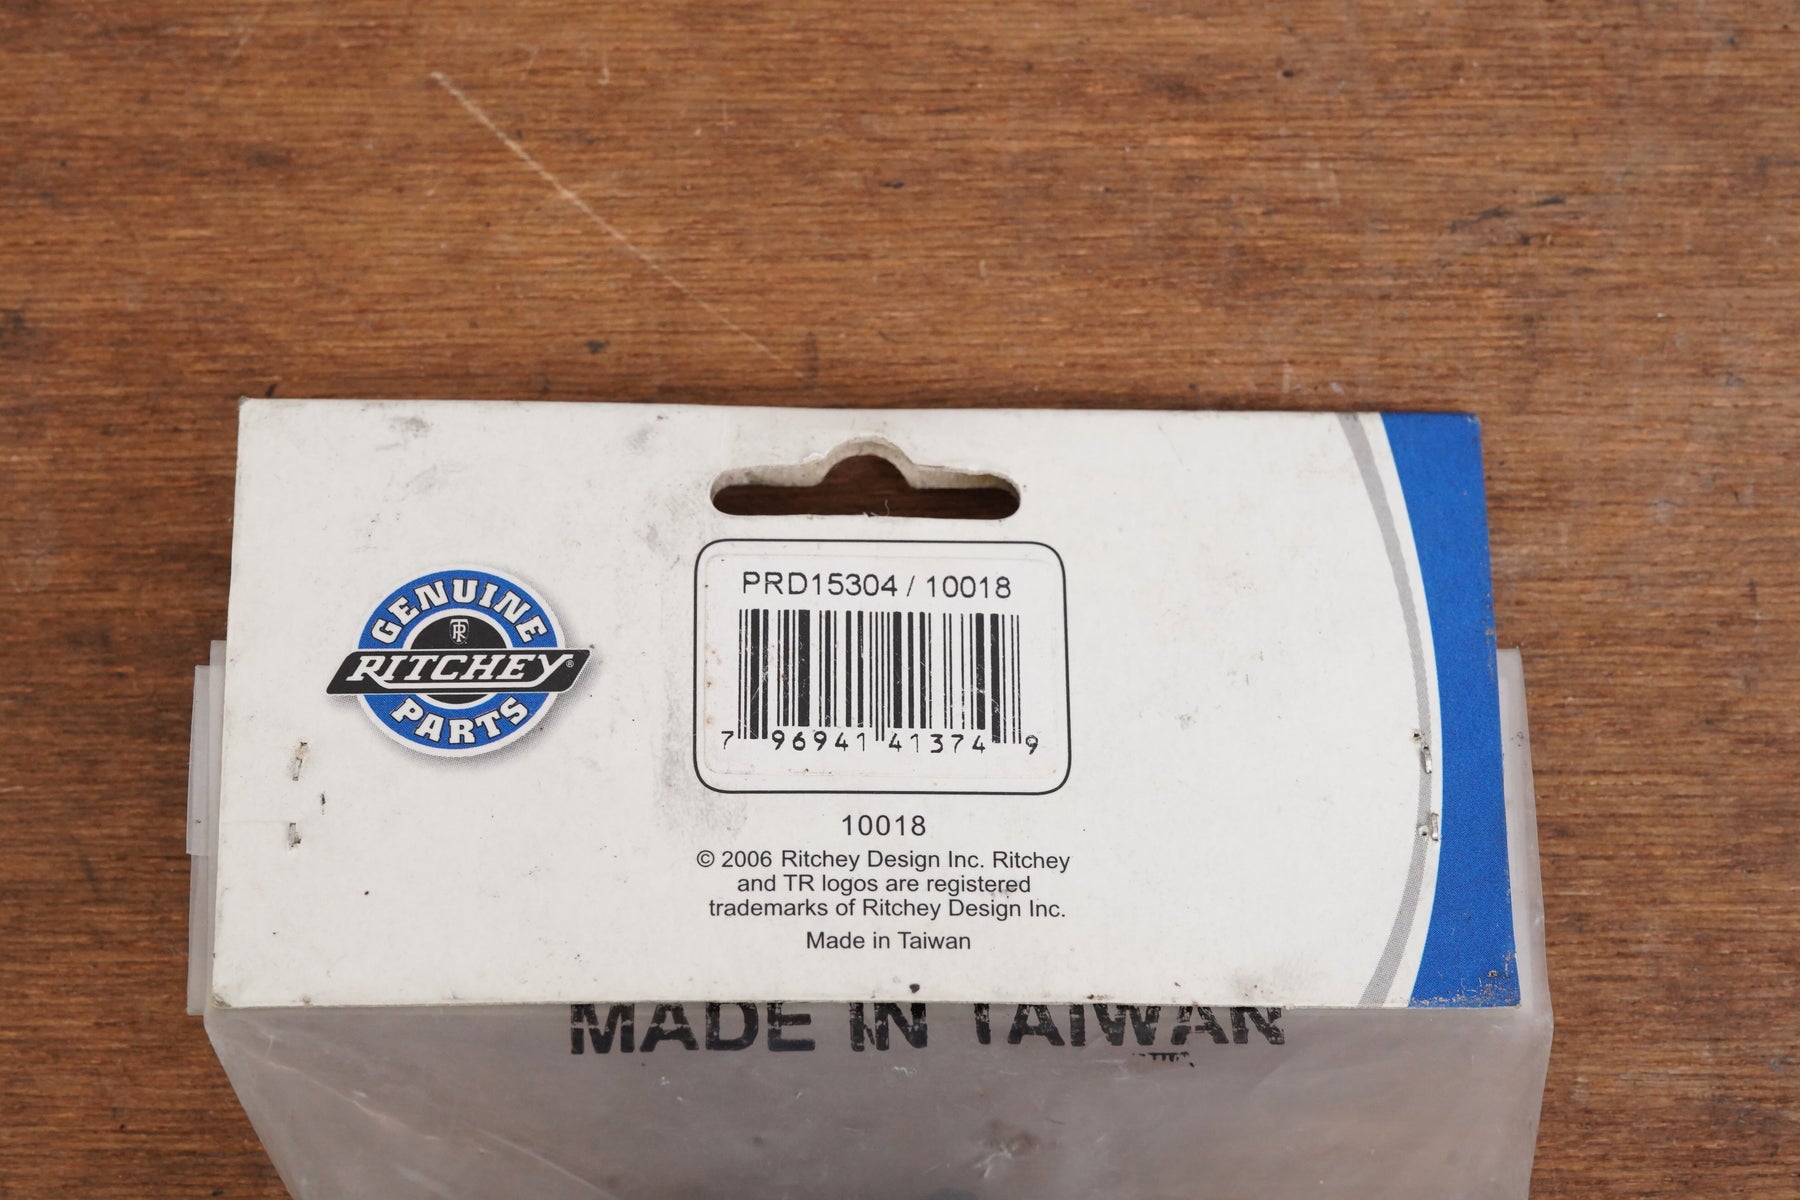 GENUINE
TR
RITCHEY®
PARTS
PRD15304 / 10018
7 96941 41374 9
10018
© 2006 Ritchey Design Inc. Ritchey
and TR logos are registered
trademarks of Ritchey Design Inc.
Made in Taiwan
MADE IN TAIWAN